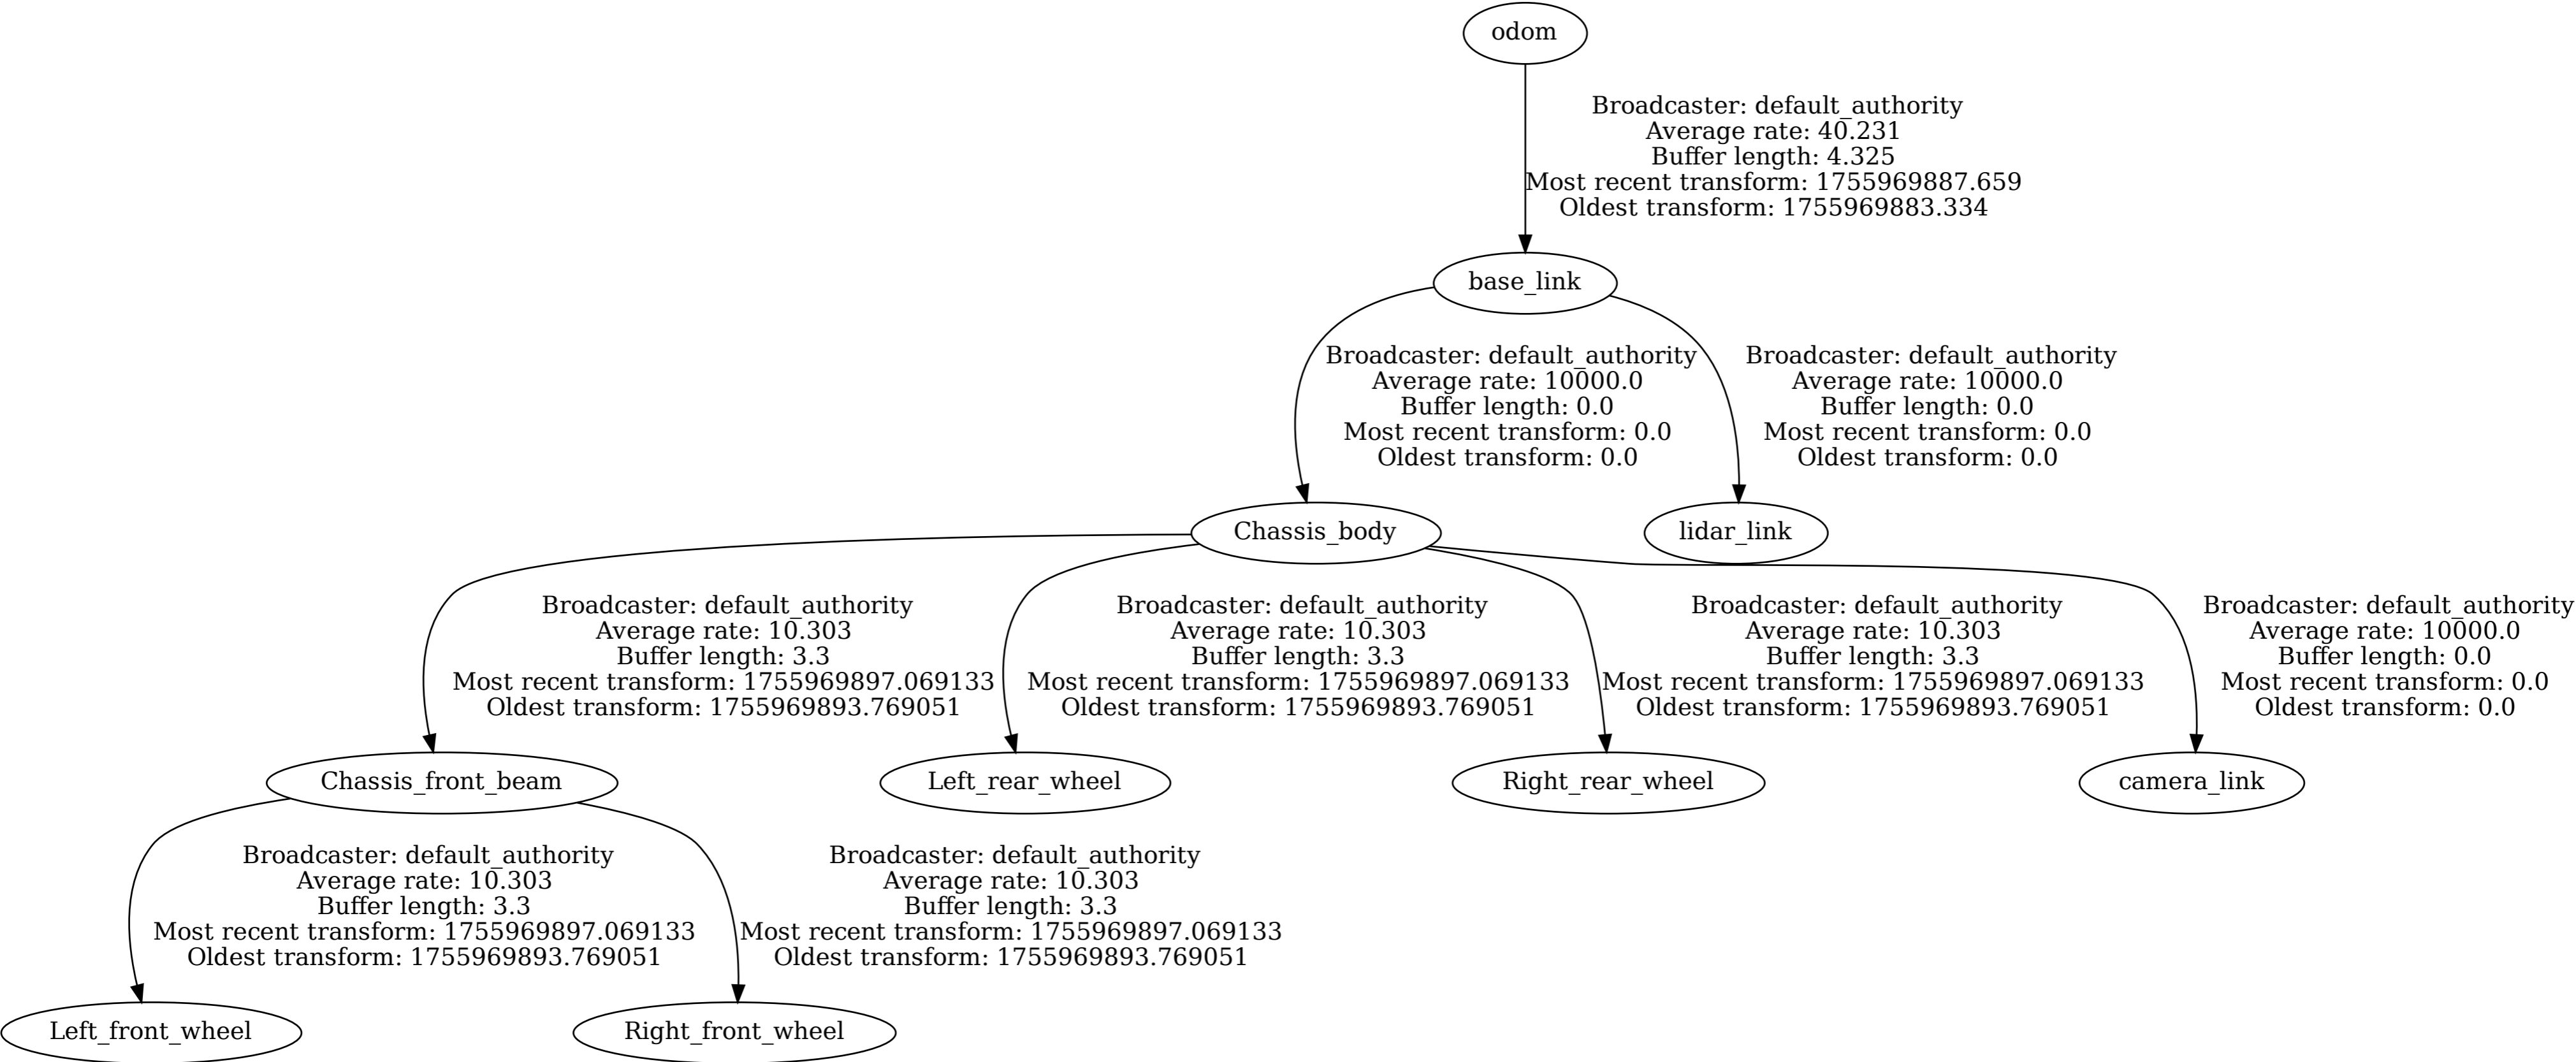 odom
Broadcaster: default_authority
Average rate: 40.231
Buffer length: 4.325
Most recent transform: 1755969887.659
Oldest transform: 1755969883.334
base_link
Broadcaster: default_authority
Average rate: 10000.0
Buffer length: 0.0
Most recent transform: 0.0
Oldest transform: 0.0
Broadcaster: default_authority
Average rate: 10000.0
Buffer length: 0.0
Most recent transform: 0.0
Oldest transform: 0.0
Chassis_body
lidar_link
Broadcaster: default_authority
Average rate: 10.303
Buffer length: 3.3
Most recent transform: 1755969897.069133
Oldest transform: 1755969893.769051
Broadcaster: default_authority
Average rate: 10.303
Buffer length: 3.3
Most recent transform: 1755969897.069133
Oldest transform: 1755969893.769051
Broadcaster: default_authority
Average rate: 10.303
Buffer length: 3.3
Most recent transform: 1755969897.069133
Oldest transform: 1755969893.769051
Broadcaster: default_authority
Average rate: 10000.0
Buffer length: 0.0
Most recent transform: 0.0
Oldest transform: 0.0
Chassis_front_beam
Left_rear_wheel
Right_rear_wheel
camera_link
Broadcaster: default_authority
Average rate: 10.303
Buffer length: 3.3
Most recent transform: 1755969897.069133
Oldest transform: 1755969893.769051
Broadcaster: default_authority
Average rate: 10.303
Buffer length: 3.3
Most recent transform: 1755969897.069133
Oldest transform: 1755969893.769051
Left_front_wheel
Right_front_wheel